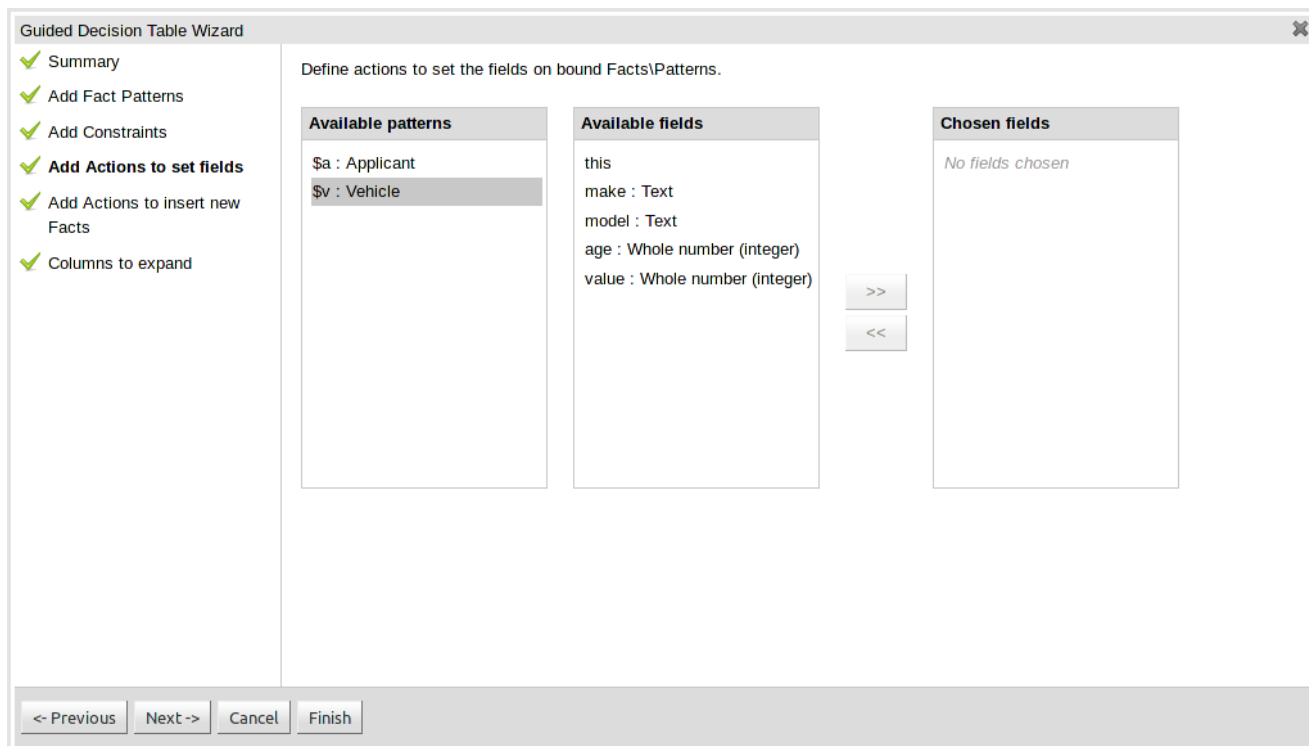 Guided Decision Table Wizard
Summary
Add Fact Patterns
Add Constraints
Add Actions to set fields
Add Actions to insert new
Facts
Columns to expand
Define actions to set the fields on bound Facts\Patterns.
Available patterns
$a : Applicant
$v : Vehicle
Available fields
this
make : Text
model : Text
age : Whole number (integer)
value : Whole number (integer)
>>
<<
Chosen fields
No fields chosen
<- Previous
Next ->
Cancel
Finish